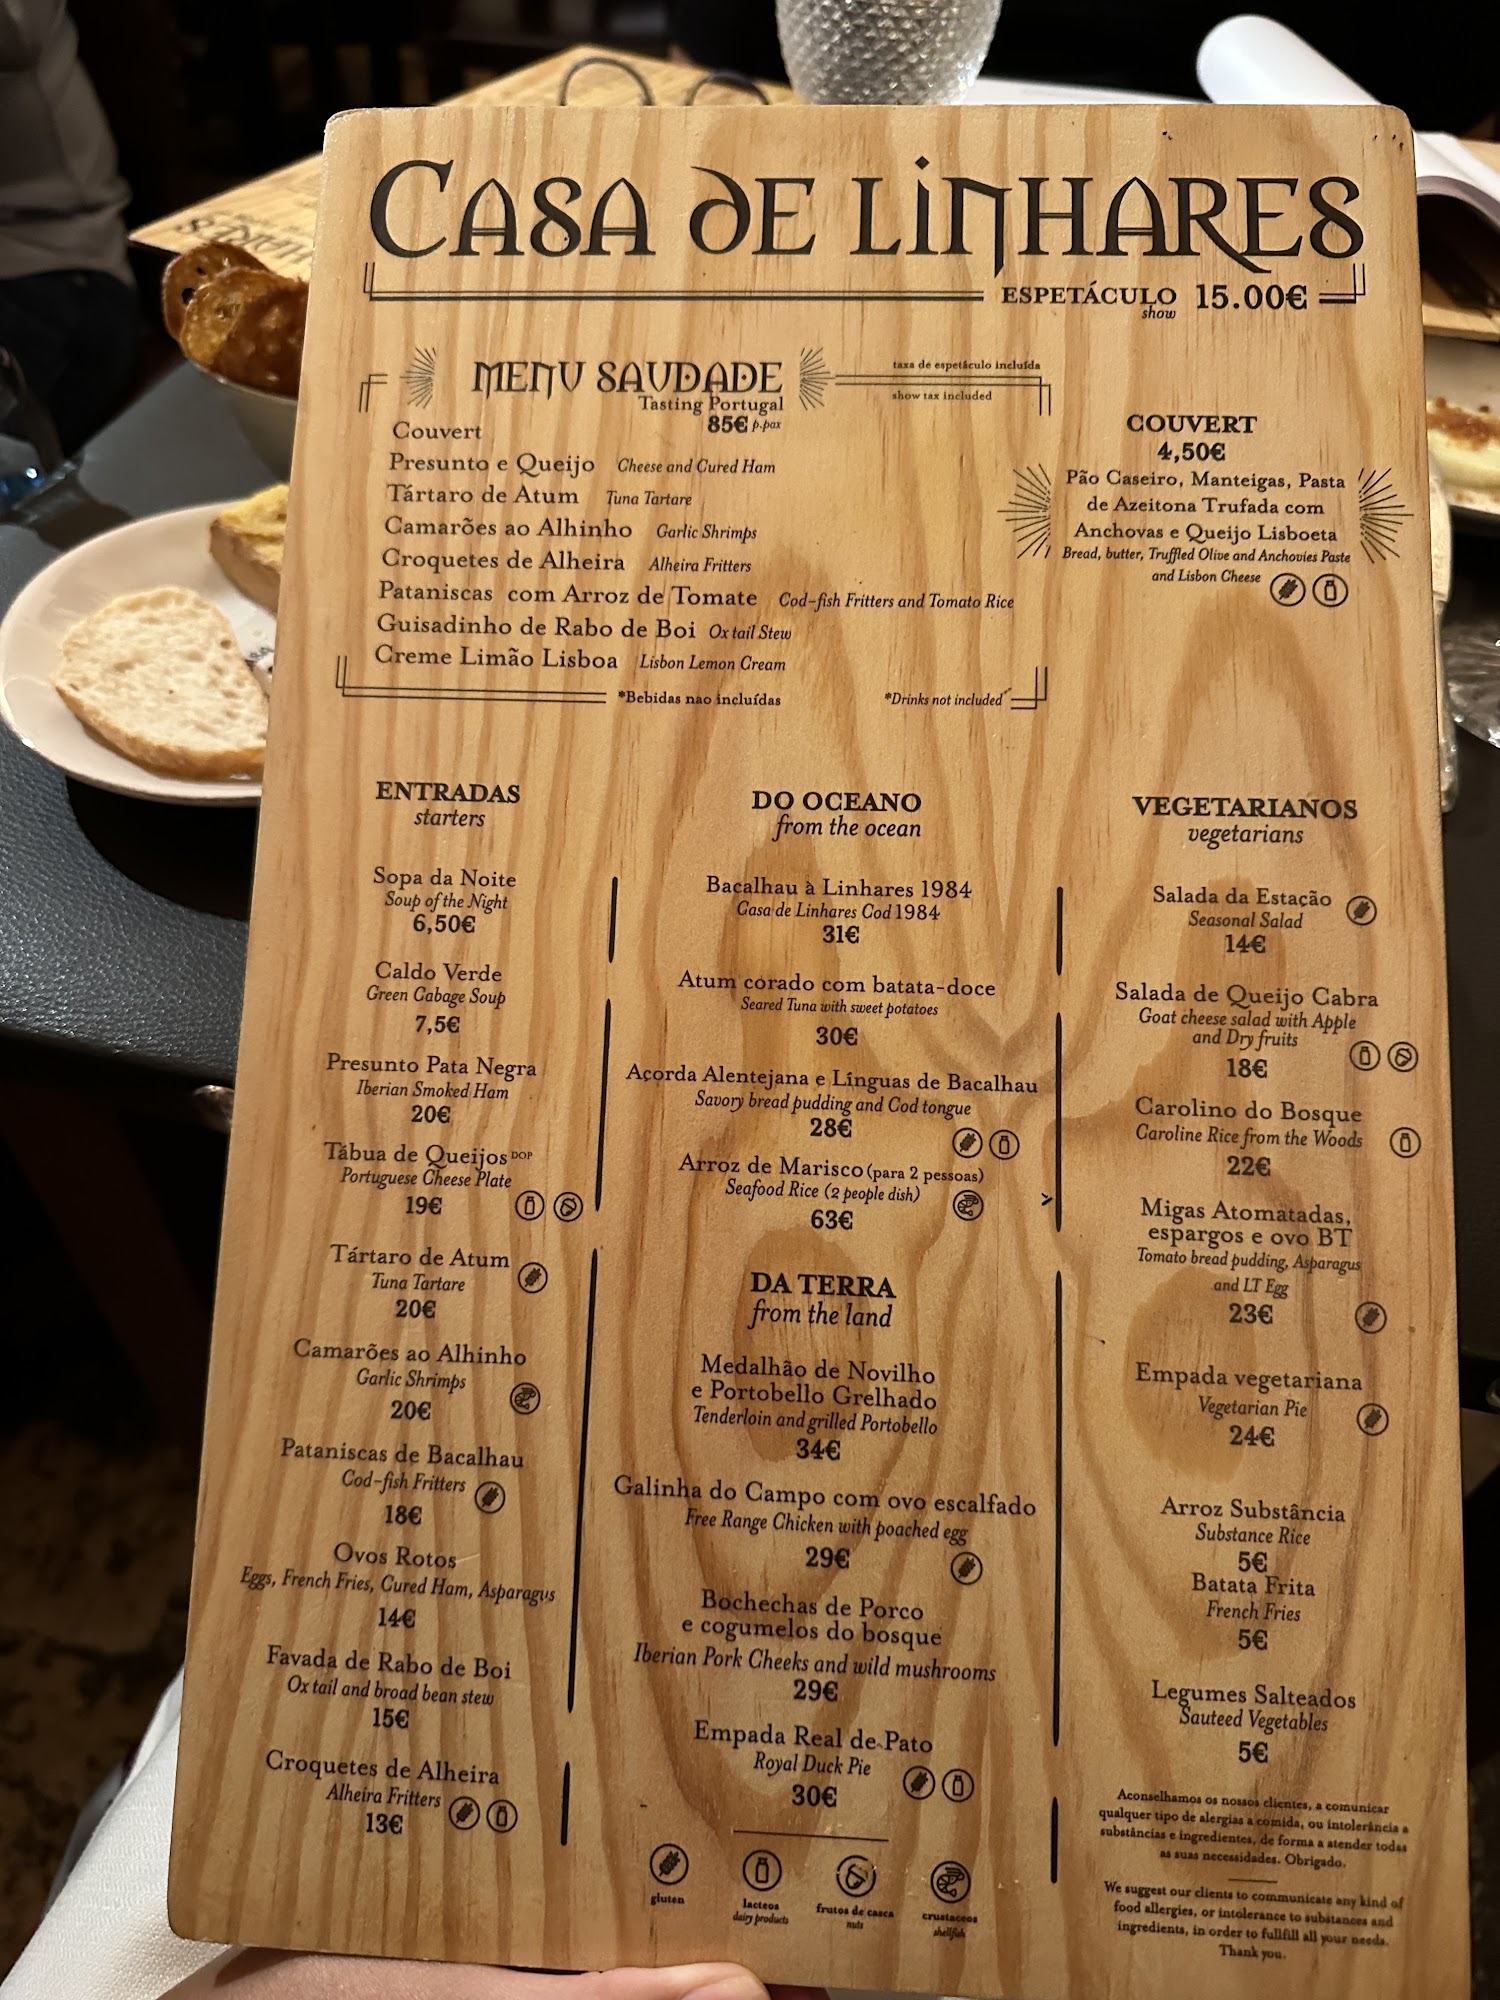 CASA DE LINHARES
ESPETÁCULO 15.00€
show
MENU SAUDADE
Tasting Portugal
85€ p.pax
taxa de espetáculo incluída
show tax included
Couvert
Presunto e Queijo Cheese and Cured Ham
Tártaro de Atum Tuna Tartare
Camarões ao Alhinho Garlic Shrimps
Croquetes de Alheira Alheira Fritters
Pataniscas com Arroz de Tomate Cod-fish Fritters and Tomato Rice
Guisadinho de Rabo de Boi Ox tail Stew
Creme Limão Lisboa Lisbon Lemon Cream
*Bebidas nao incluídas *Drinks not included
COUVERT
4,50€
Pão Caseiro, Manteigas, Pasta
de Azeitona Trufada com
Anchovas e Queijo Lisboeta
Bread, butter, Truffled Olive and Anchovies Paste
and Lisbon Cheese
ENTRADAS
starters
Sopa da Noite
Soup of the Night
6,50€
Caldo Verde
Green Cabage Soup
7,5€
Presunto Pata Negra
Iberian Smoked Ham
20€
Tábua de Queijos DOP
Portuguese Cheese Plate
19€
Tártaro de Atum
Tuna Tartare
20€
Camarões ao Alhinho
Garlic Shrimps
20€
Pataniscas de Bacalhau
Cod-fish Fritters
18€
Ovos Rotos
Eggs, French Fries, Cured Ham, Asparagus
14€
Favada de Rabo de Boi
Ox tail and broad bean stew
15€
Croquetes de Alheira
Alheira Fritters
13€
DO OCEANO
from the ocean
Bacalhau à Linhares 1984
Casa de Linhares Cod 1984
31€
Atum corado com batata-doce
Seared Tuna with sweet potatoes
30€
Açorda Alentejana e Línguas de Bacalhau
Savory bread pudding and Cod tongue
28€
Arroz de Marisco (para 2 pessoas)
Seafood Rice (2 people dish)
63€
DA TERRA
from the land
Medalhão de Novilho
e Portobello Grelhado
Tenderloin and grilled Portobello
34€
Galinha do Campo com ovo escalfado
Free Range Chicken with poached egg
29€
Bochechas de Porco
e cogumelos do bosque
Iberian Pork Cheeks and wild mushrooms
29€
Empada Real de Pato
Royal Duck Pie
30€
gluten
lacteos
dairy products
frutos de casca
nuts
crustaceos
shellfish
VEGETARIANOS
vegetarians
Salada da Estação
Seasonal Salad
14€
Salada de Queijo Cabra
Goat cheese salad with Apple
and Dry fruits
18€
Carolino do Bosque
Caroline Rice from the Woods
22€
Migas Atomatadas,
espargos e ovo BT
Tomato bread pudding, Asparagus
and LT Egg
23€
Empada vegetariana
Vegetarian Pie
24€
Arroz Substância
Substance Rice
5€
Batata Frita
French Fries
5€
Legumes Salteados
Sauteed Vegetables
5€
Aconselhamos os nossos clientes, a comunicar
qualquer tipo de alergias a comida, ou intolerância a
substâncias e ingredientes, de forma a atender todas
as suas necessidades. Obrigado.
We suggest our clients to communicate any kind of
food allergies, or intolerance to substances and
ingredients, in order to fullfill all your needs.
Thank you.